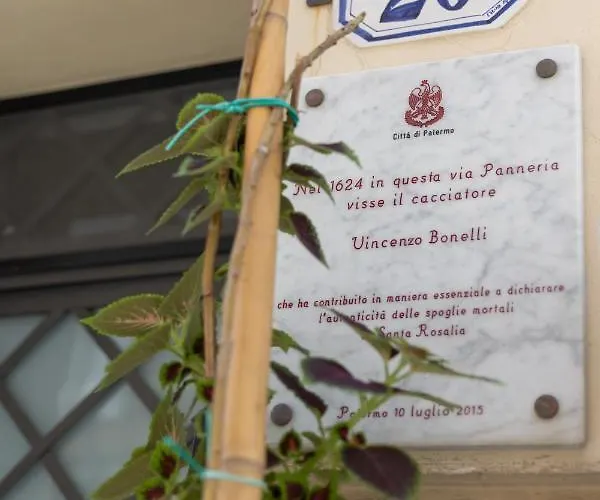 Città di Palermo
Nel 1624 in questa via Panneria
visse il cacciatore
Vincenzo Bonelli
che ha contribuito in maniera essenziale a dichiarare
l'autenticità delle spoglie mortali
Santa Rosalia
Palermo 10 luglio 2015